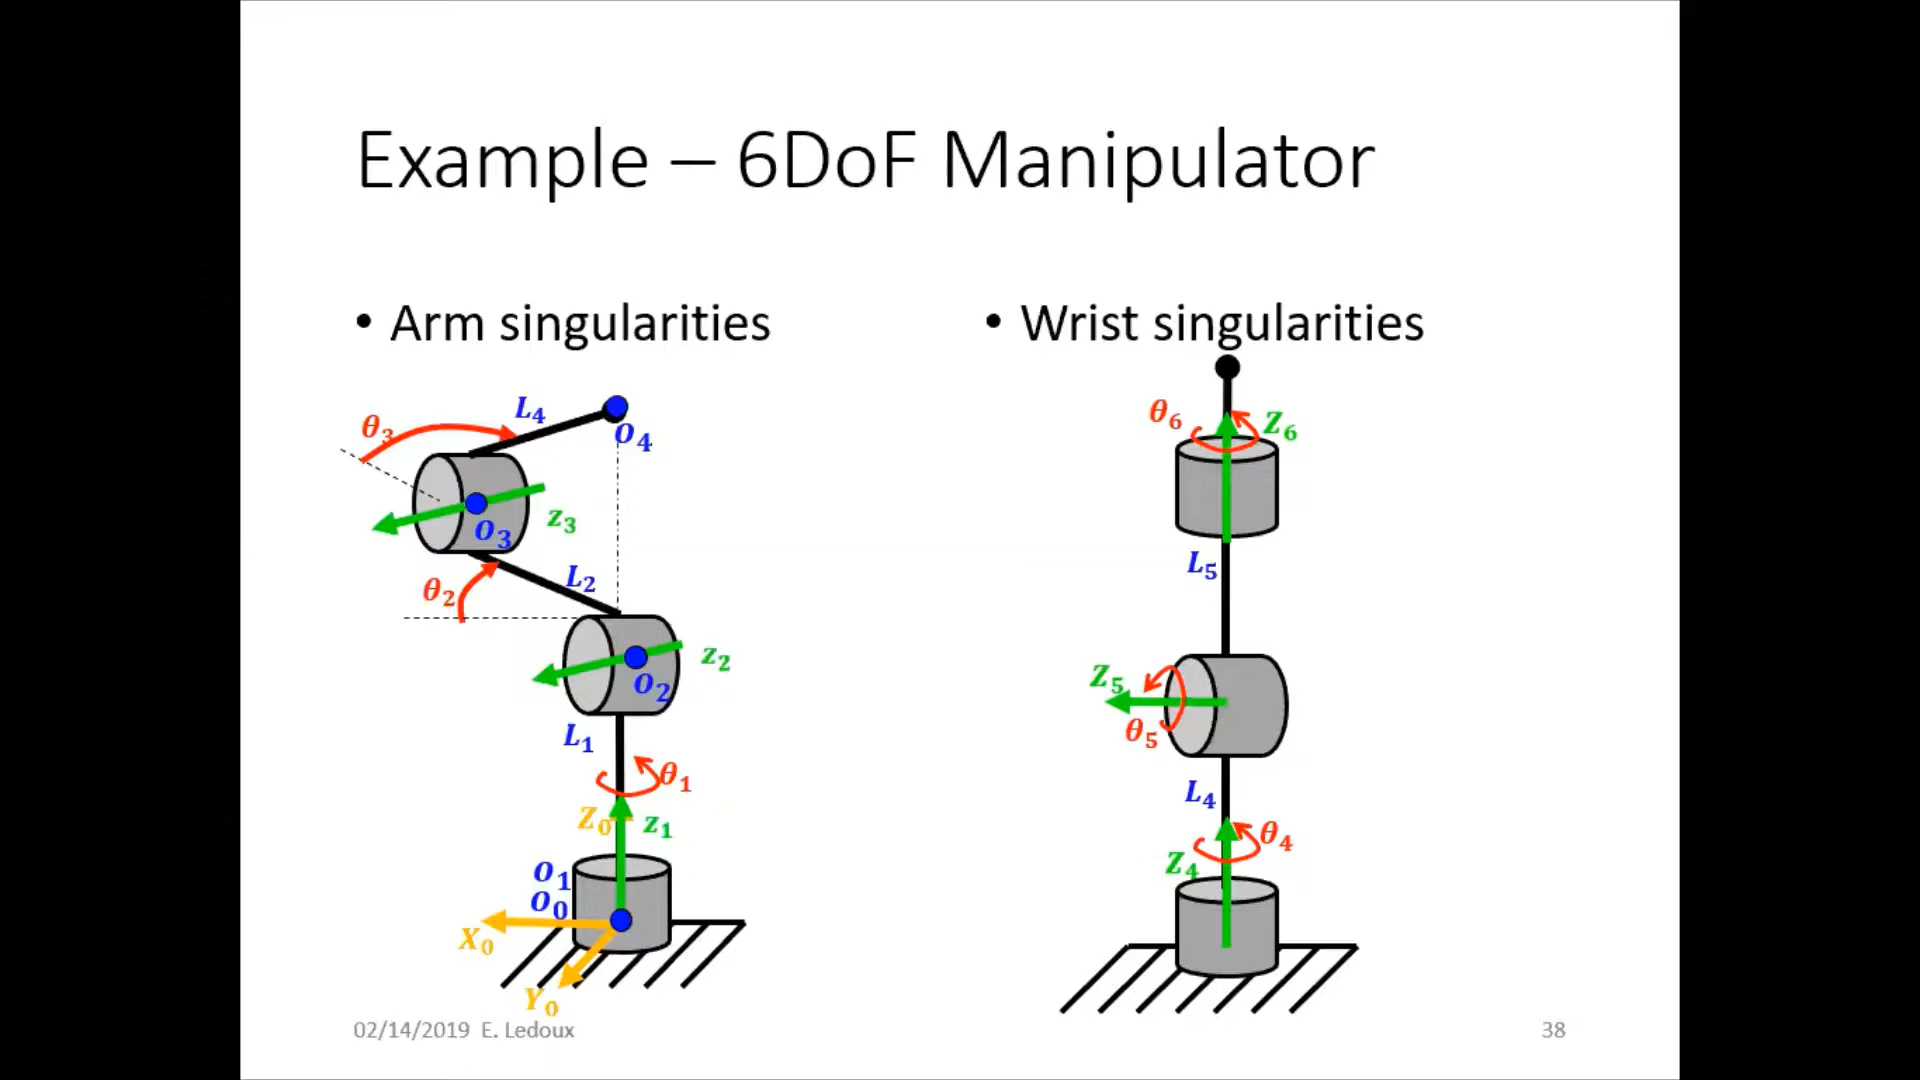 Example – 6DoF Manipulator
• Arm singularities
L₄
θ₃
o₄
z₃
o₃
L₂
θ₂
z₂
o₂
L₁
θ₁
Z₀
z₁
o₁
o₀
X₀
Y₀
• Wrist singularities
θ₆
Z₆
L₅
Z₅
θ₅
L₄
θ₄
Z₄
02/14/2019 E. Ledoux
38